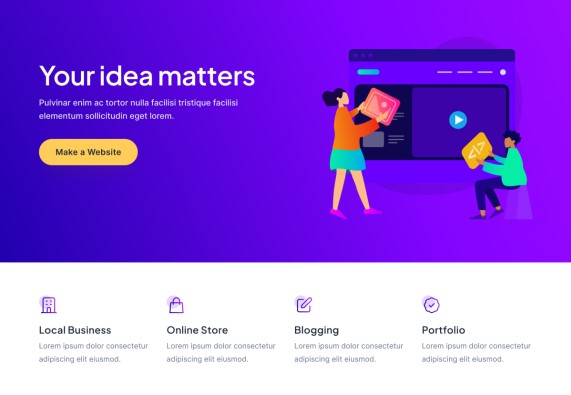 Your idea matters
Pulvinar enim ac tortor nulla facilisi tristique facilisi
elementum sollicitudin eget lorem.
Make a Website
Local Business
Lorem ipsum dolor consectetur
adipiscing elit eiusmod.
Online Store
Lorem ipsum dolor consectetur
adipiscing elit eiusmod.
Blogging
Lorem ipsum dolor consectetur
adipiscing elit eiusmod.
Portfolio
Lorem ipsum dolor consectetur
adipiscing elit eiusmod.